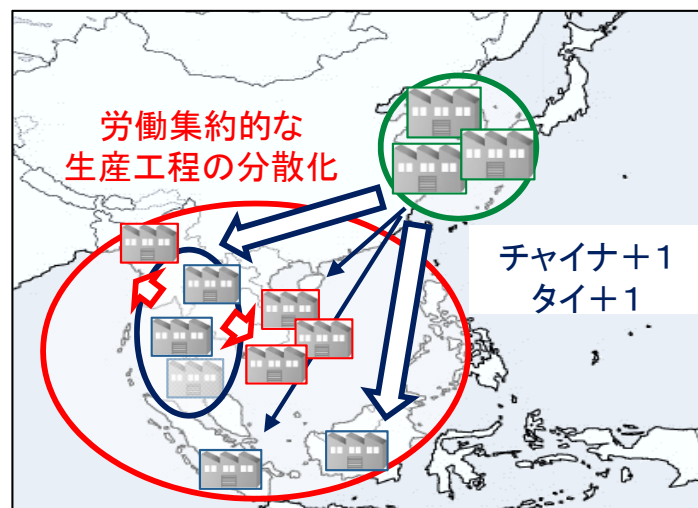 労働集約的な
生産工程の分散化
チャイナ＋１
タイ＋１